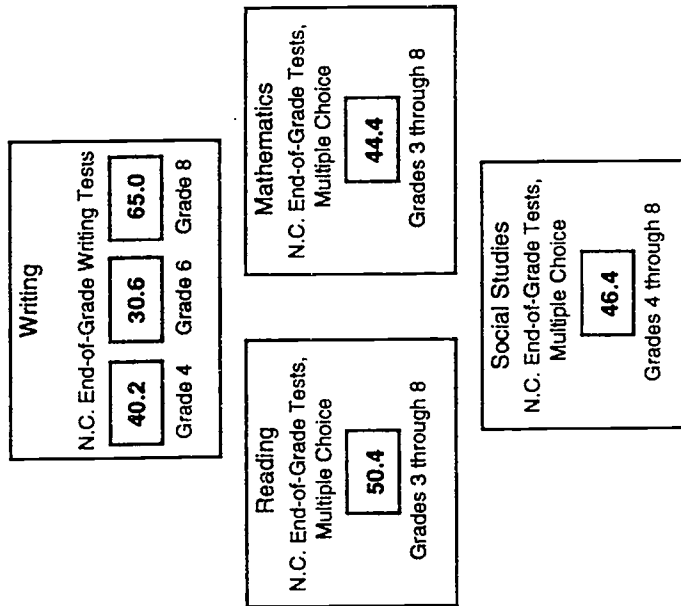 Writing
N.C. End-of-Grade Writing Tests
40.2 30.6 65.0
Grade 4 Grade 6 Grade 8
Reading
N.C. End-of-Grade Tests,
Multiple Choice
50.4
Grades 3 through 8
Mathematics
N.C. End-of-Grade Tests,
Multiple Choice
44.4
Grades 3 through 8
Social Studies
N.C. End-of-Grade Tests,
Multiple Choice
46.4
Grades 4 through 8